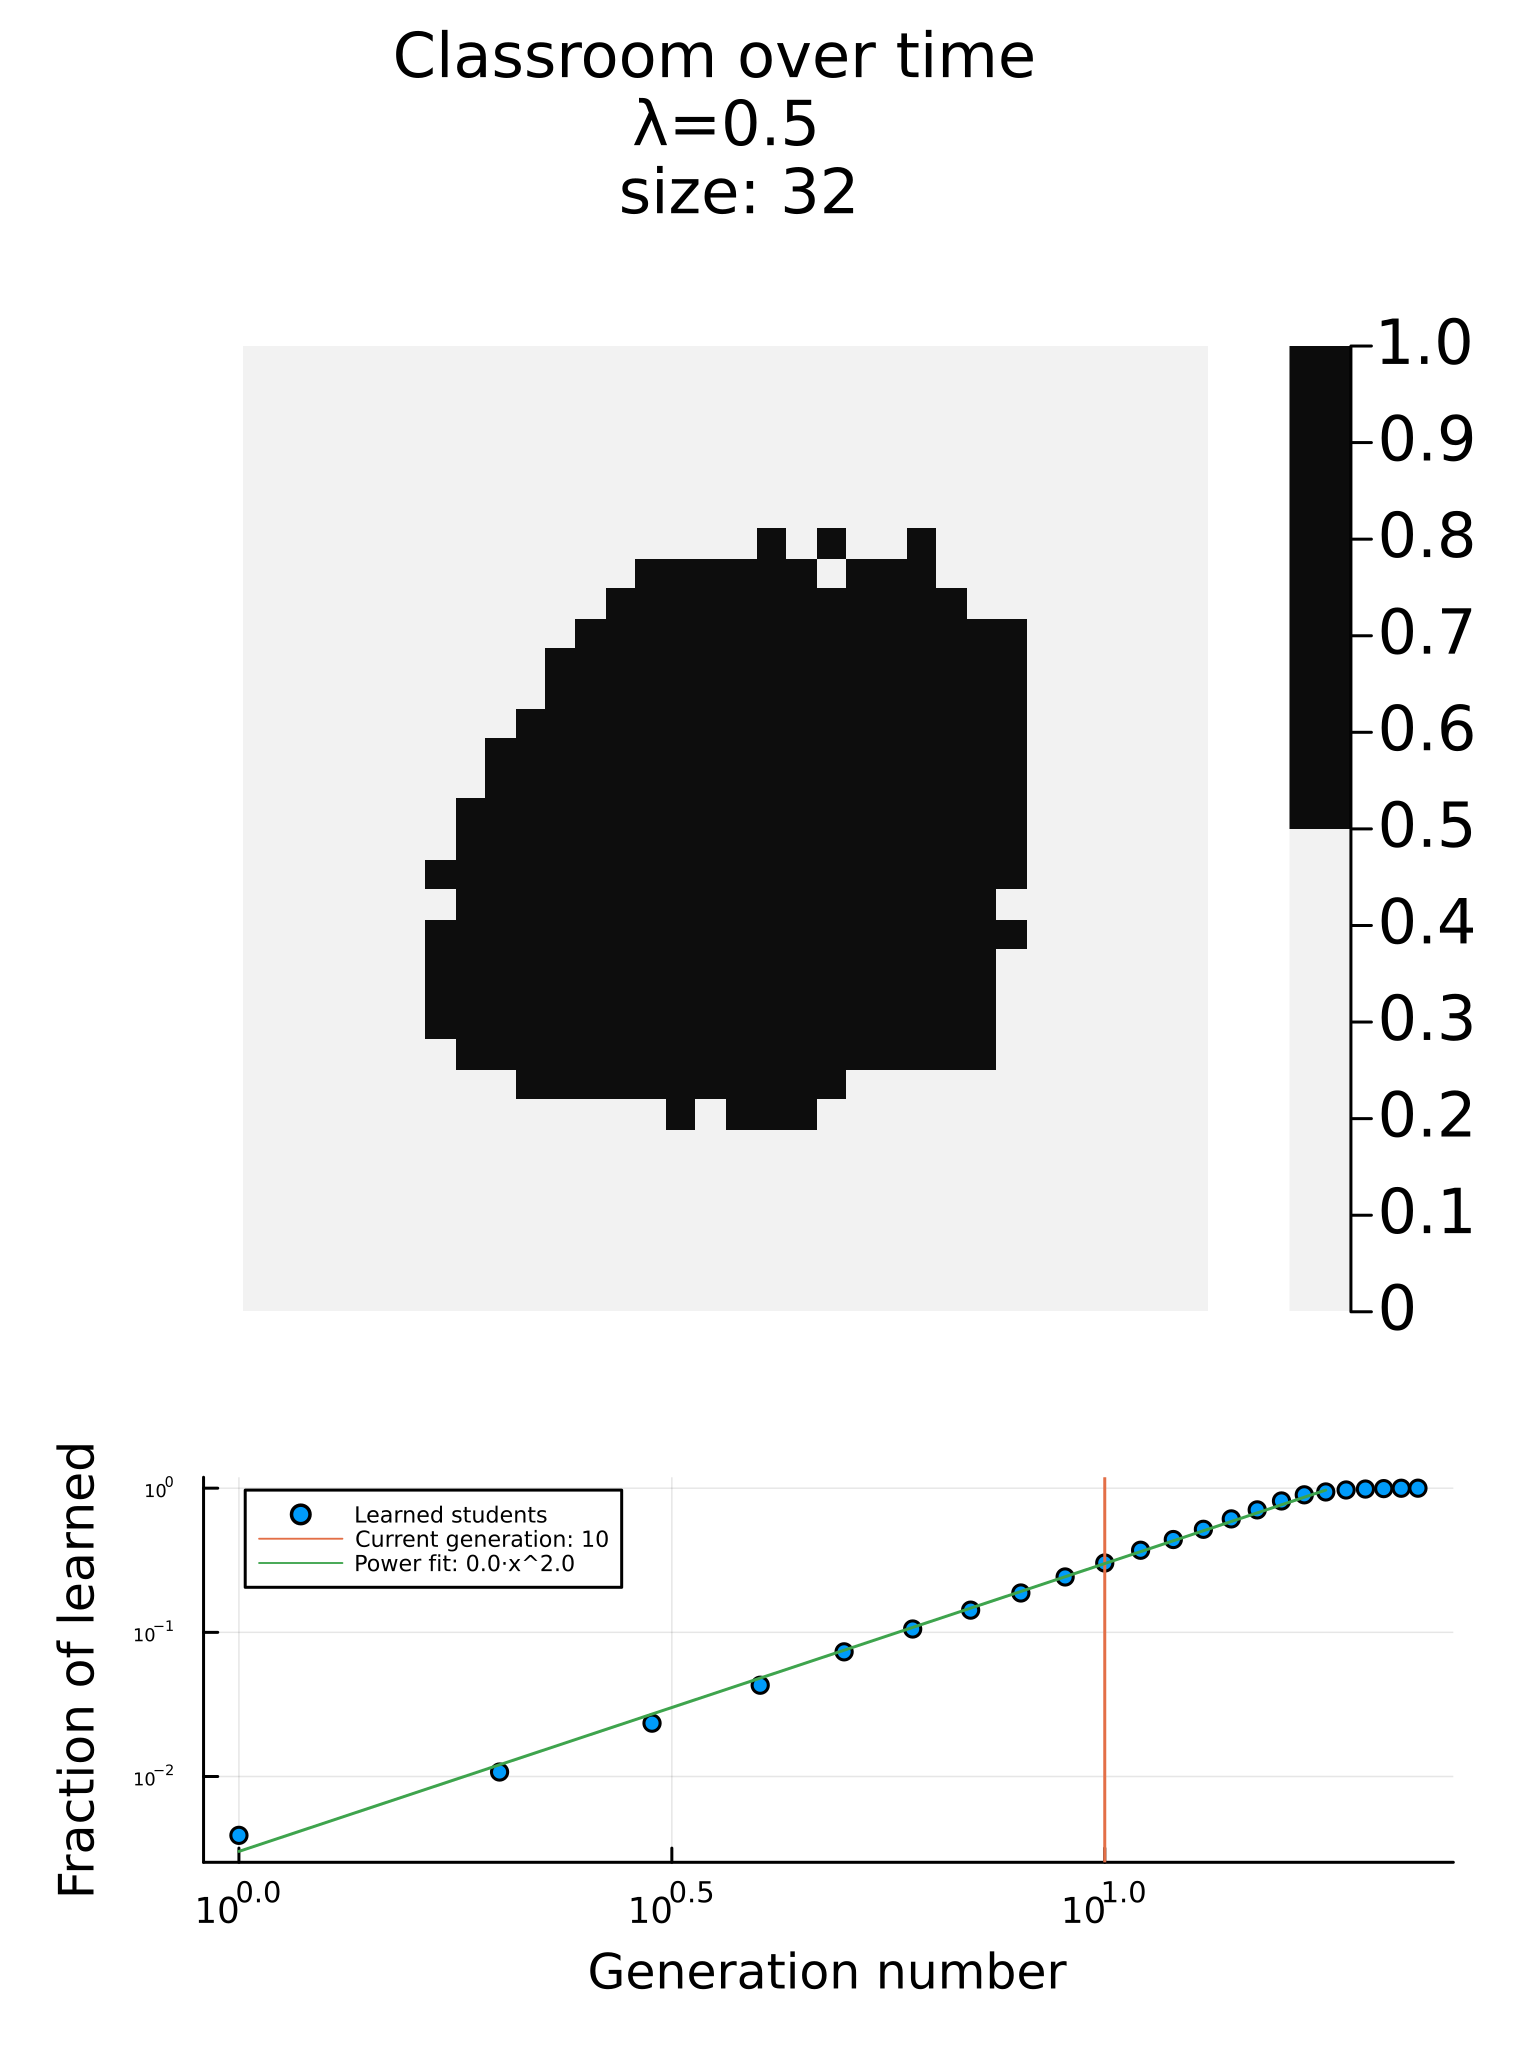 Classroom over time
λ=0.5
size: 32
1.0
0.9
0.8
0.7
0.6
0.5
0.4
0.3
0.2
0.1
0
Fraction of learned
10^0
10^-1
10^-2
Learned students
Current generation: 10
Power fit: 0.0·x^2.0
10^0.0
10^0.5
10^1.0
Generation number